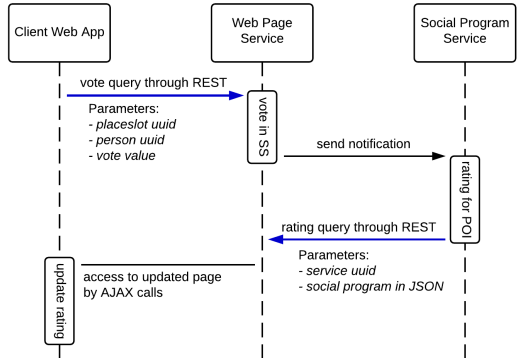 Client Web App
Web Page
Service
Social Program
Service
vote query through REST
Parameters:
- placeslot uuid
- person uuid
- vote value
vote in SS
send notification
rating for POI
rating query through REST
Parameters:
- service uuid
- social program in JSON
access to updated page
by AJAX calls
update rating